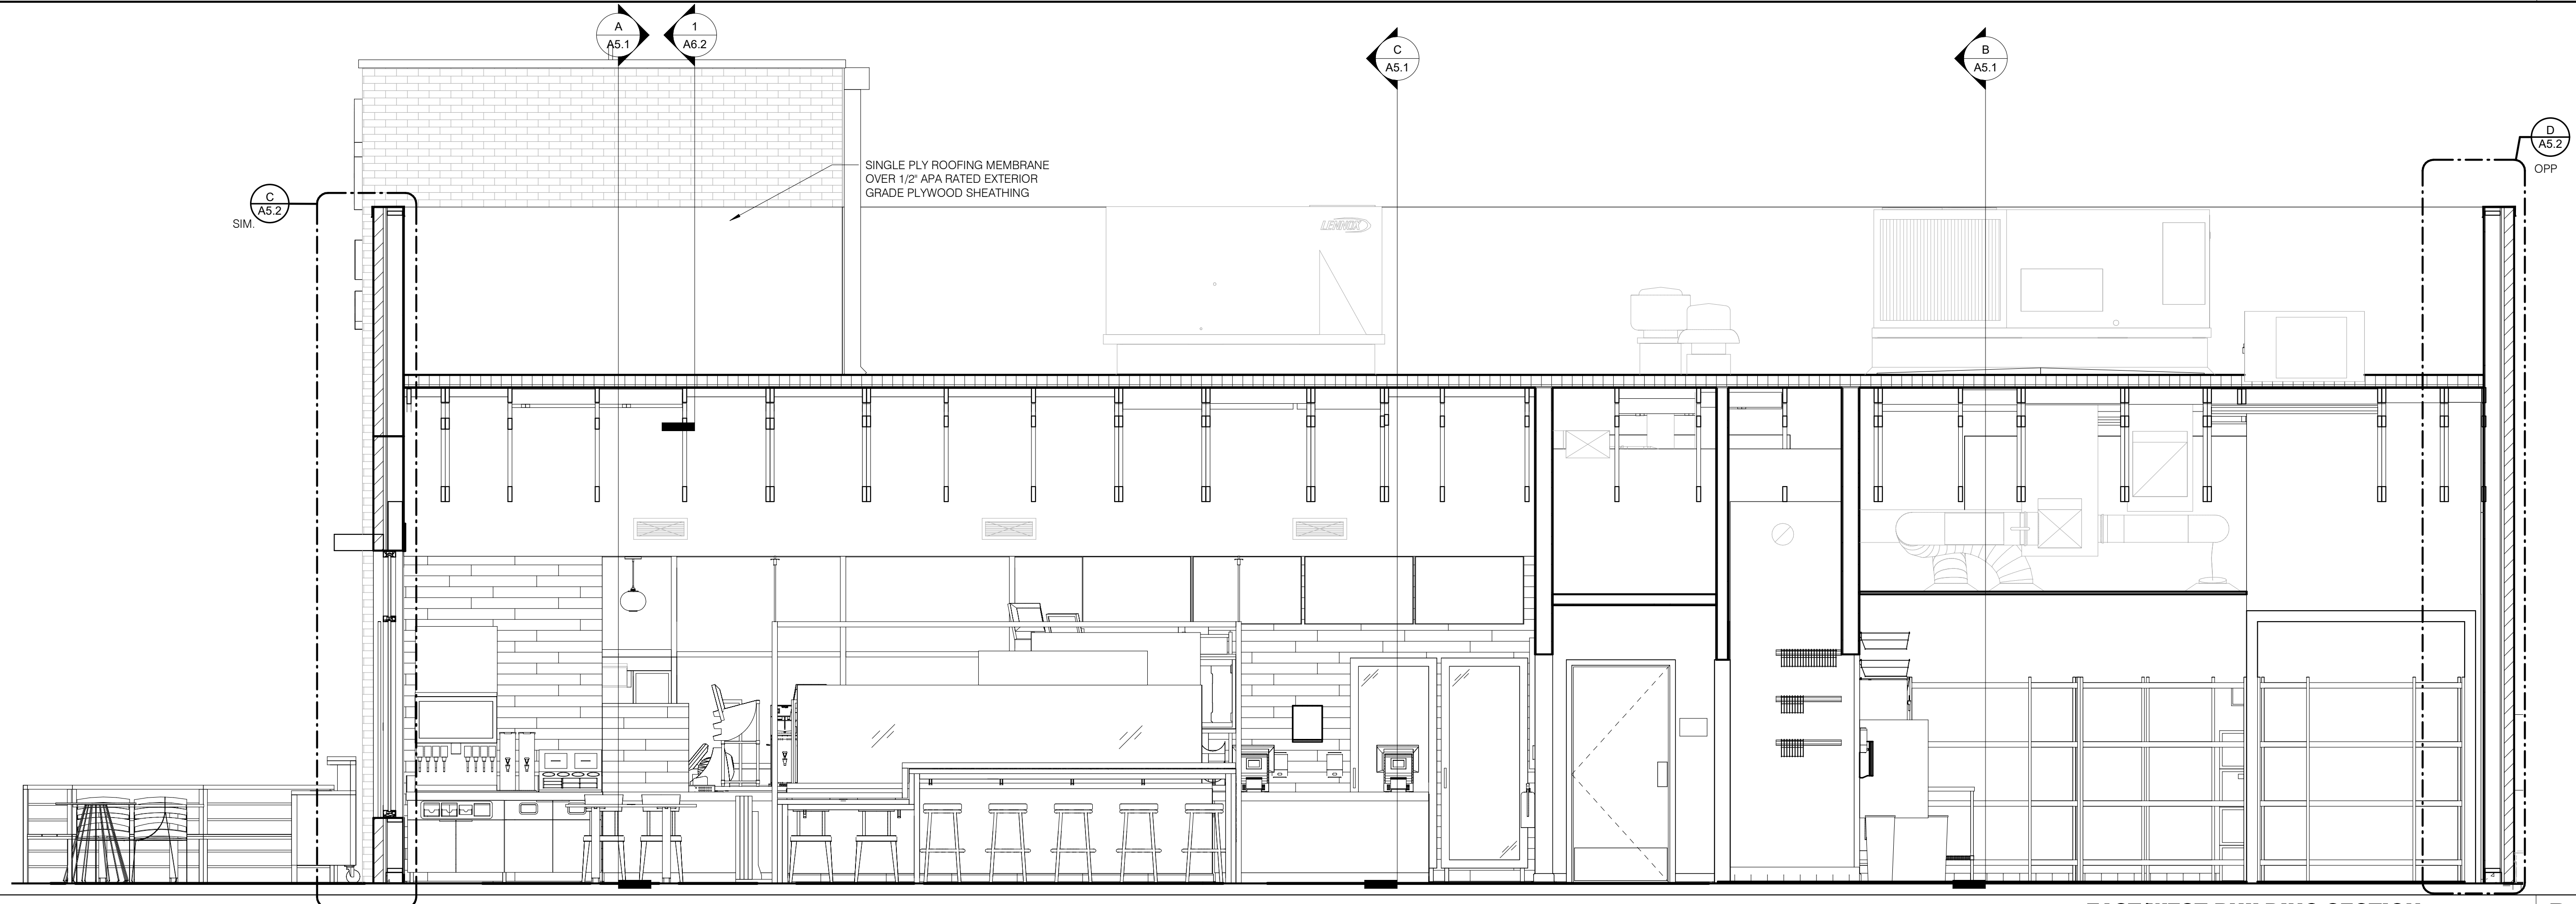 A
A5.1
1
A6.2
C
A5.1
B
A5.1
D
A5.2
OPP
SINGLE PLY ROOFING MEMBRANE
OVER 1/2" APA RATED EXTERIOR
GRADE PLYWOOD SHEATHING
C
A5.2
SIM.
LENNOX